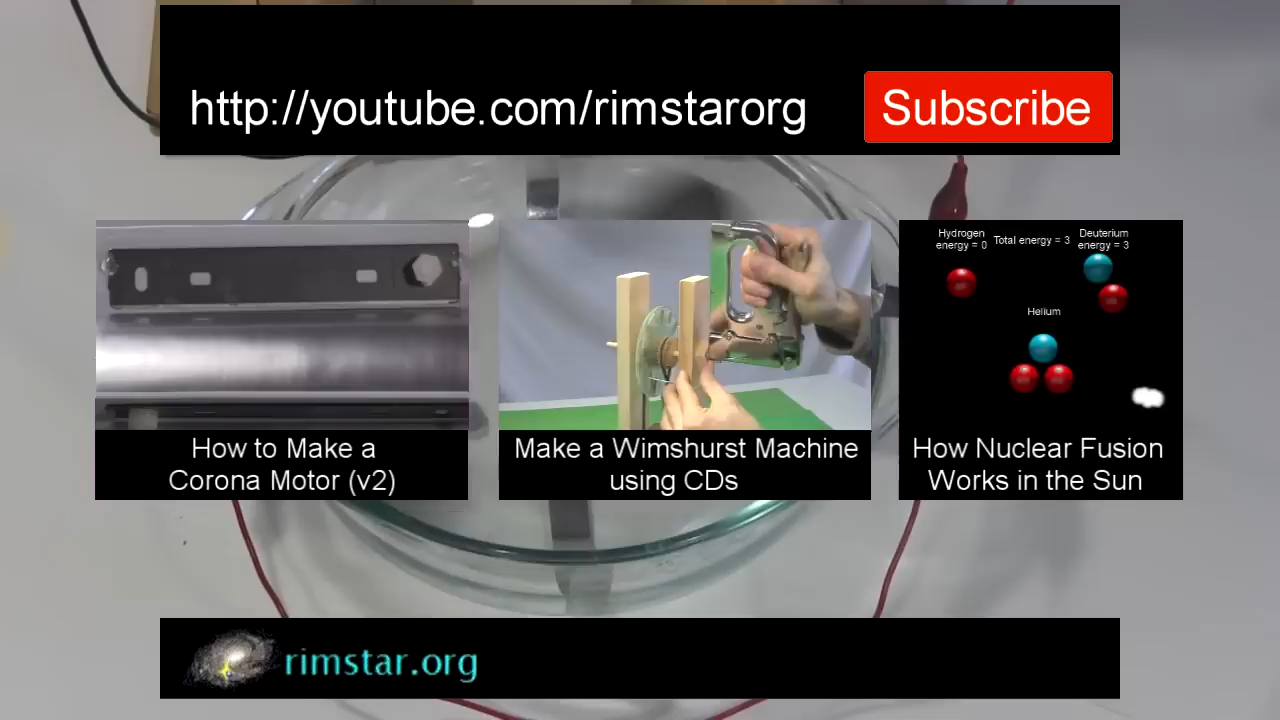 http://youtube.com/rimstarorg
Subscribe
Hydrogen
energy = 0
Total energy = 3
Deuterium
energy = 3
Helium
How to Make a
Corona Motor (v2)
Make a Wimshurst Machine
using CDs
How Nuclear Fusion
Works in the Sun
rimstar.org